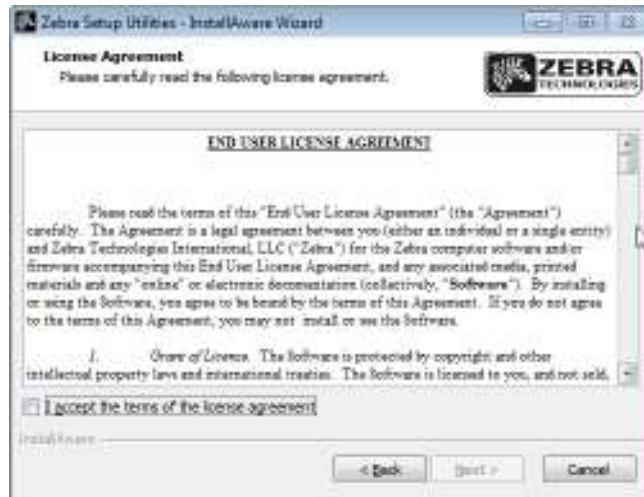 Zebra Setup Utilities - InstallAware Wizard
License Agreement
Please carefully read the following license agreement.
ZEBRA
TECHNOLOGIES
END USER LICENSE AGREEMENT
Please read the terms of this "End User License Agreement" (the "Agreement")
carefully. The Agreement is a legal agreement between you (either an individual or a single entity)
and Zebra Technologies International, LLC ("Zebra") for the Zebra computer software and/or
firmware accompanying this End User License Agreement, and any associated media, printed
materials and any "online" or electronic documentation (collectively, "Software"). By installing
or using the Software, you agree to be bound by the terms of this Agreement. If you do not agree
to the terms of this Agreement, you may not install or use the Software.
1. Grant of License. The Software is protected by copyright and other
intellectual property laws and international treaties. The Software is licensed to you, and not sold,
I accept the terms of the license agreement
InstallAware
< Back Next > Cancel